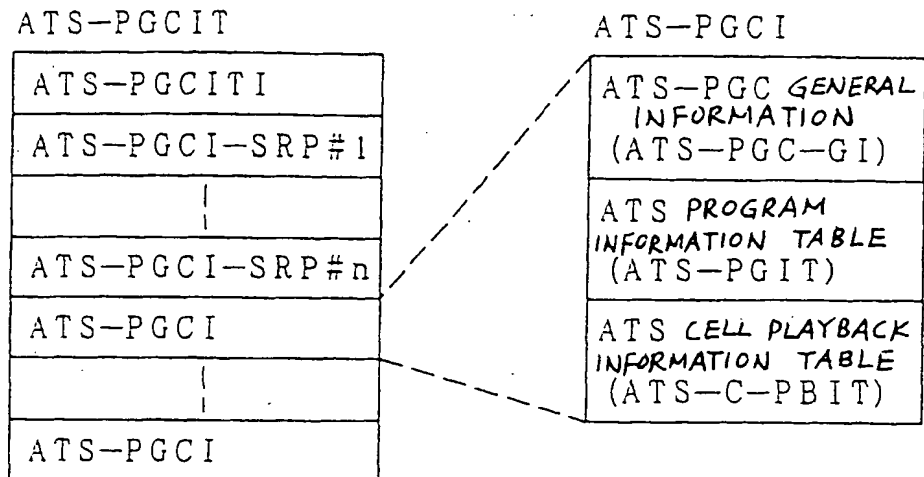 ATS-PGCIT
ATS-PGCITI
ATS-PGCI-SRP#1
ATS-PGCI-SRP#n
ATS-PGCI
ATS-PGCI
ATS-PGCI
ATS-PGC GENERAL
INFORMATION
(ATS-PGC-GI)
ATS PROGRAM
INFORMATION TABLE
(ATS-PGIT)
ATS CELL PLAYBACK
INFORMATION TABLE
(ATS-C-PBIT)